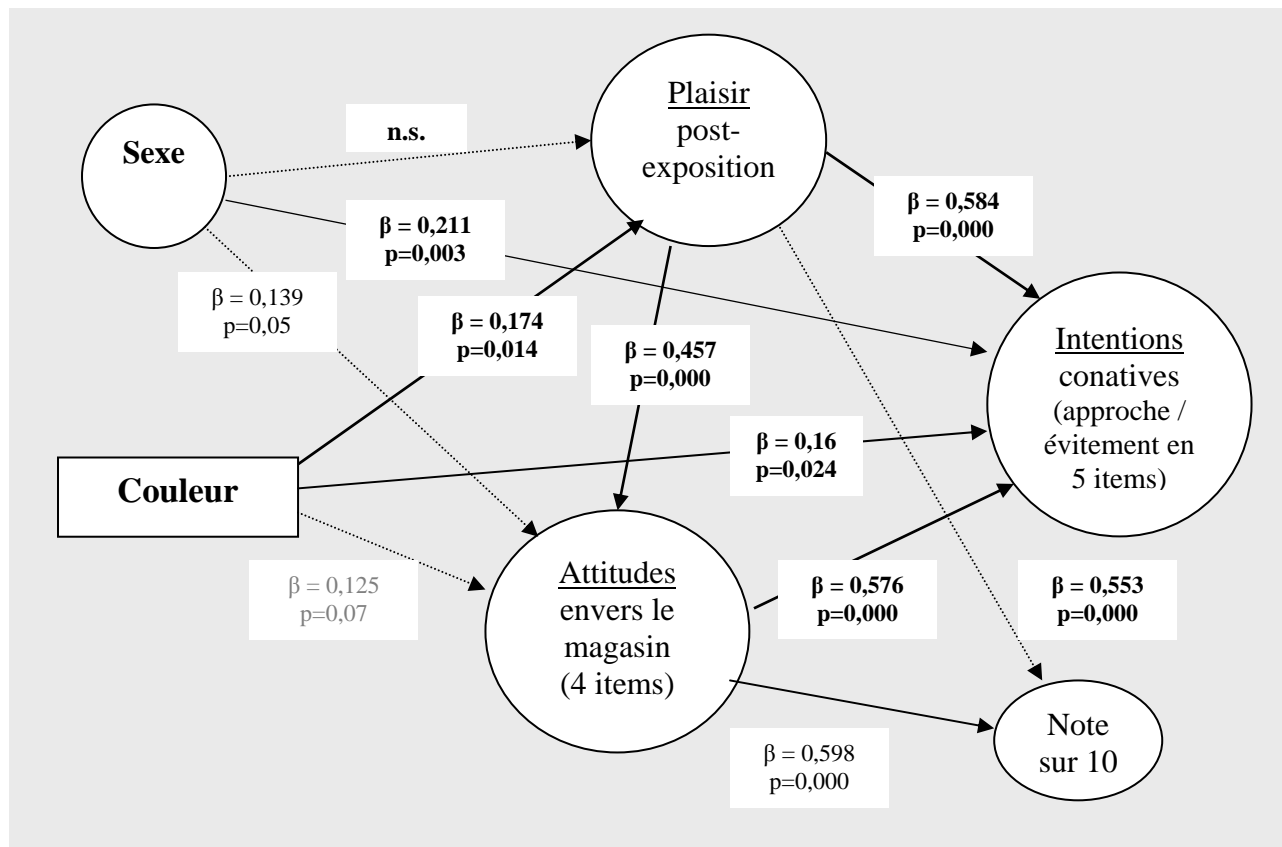 Sexe
n.s.
Plaisir
post-
exposition
β = 0,584
p=0,000
β = 0,211
p=0,003
β = 0,139
p=0,05
β = 0,174
p=0,014
β = 0,457
p=0,000
Intentions
conatives
(approche /
évitement en
5 items)
β = 0,16
p=0,024
Couleur
β = 0,125
p=0,07
Attitudes
envers le
magasin
(4 items)
β = 0,576
p=0,000
β = 0,553
p=0,000
β = 0,598
p=0,000
Note
sur 10